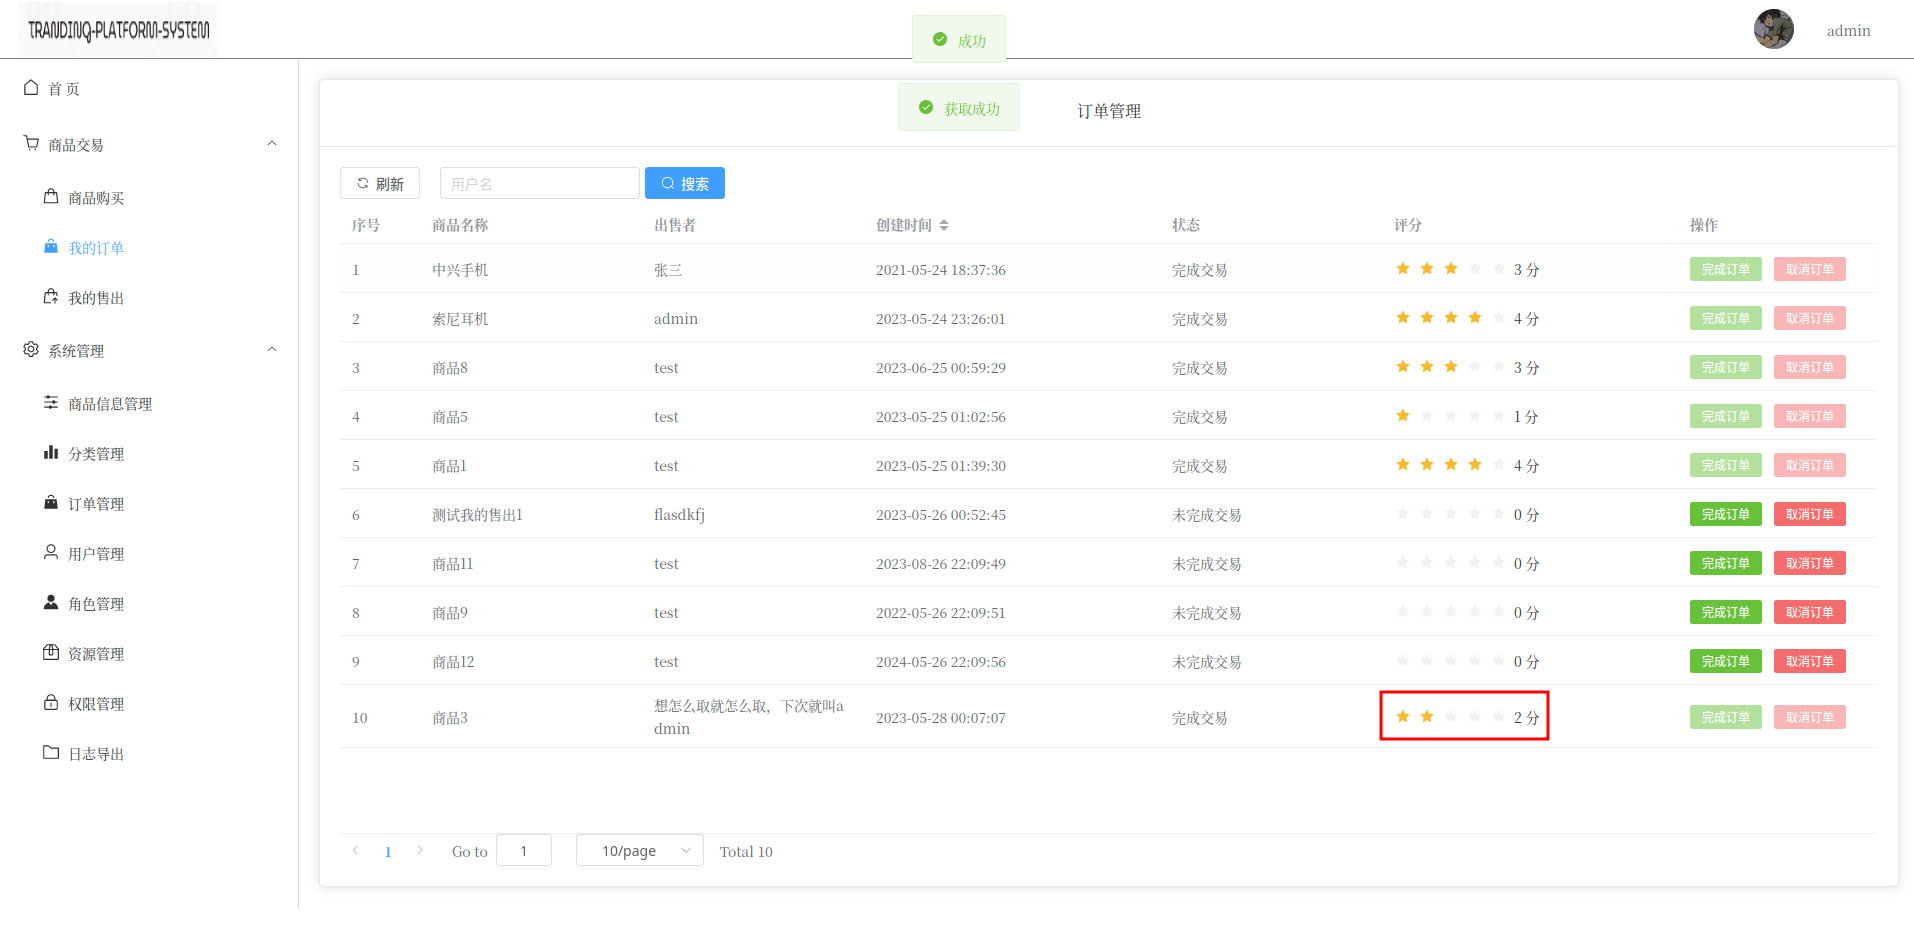 TRANDINQ-PLATFORM-SYSTEM
成功
admin
首 页
商品交易
商品购买
我的订单
我的售出
系统管理
商品信息管理
分类管理
订单管理
用户管理
角色管理
资源管理
权限管理
日志导出
获取成功
订单管理
刷新 用户名 搜索
序号 商品名称 出售者 创建时间 状态 评分 操作
1 中兴手机 张三 2021-05-24 18:37:36 完成交易 3 分 完成订单 取消订单
2 索尼耳机 admin 2023-05-24 23:26:01 完成交易 4 分 完成订单 取消订单
3 商品8 test 2023-06-25 00:59:29 完成交易 3 分 完成订单 取消订单
4 商品5 test 2023-05-25 01:02:56 完成交易 1 分 完成订单 取消订单
5 商品1 test 2023-05-25 01:39:30 完成交易 4 分 完成订单 取消订单
6 测试我的售出1 flasdkfj 2023-05-26 00:52:45 未完成交易 0 分 完成订单 取消订单
7 商品11 test 2023-08-26 22:09:49 未完成交易 0 分 完成订单 取消订单
8 商品9 test 2022-05-26 22:09:51 未完成交易 0 分 完成订单 取消订单
9 商品12 test 2024-05-26 22:09:56 未完成交易 0 分 完成订单 取消订单
10 商品3 想怎么取就怎么取，下次就叫a
dmin 2023-05-28 00:07:07 完成交易 2 分 完成订单 取消订单
1 Go to 1 10/page Total 10